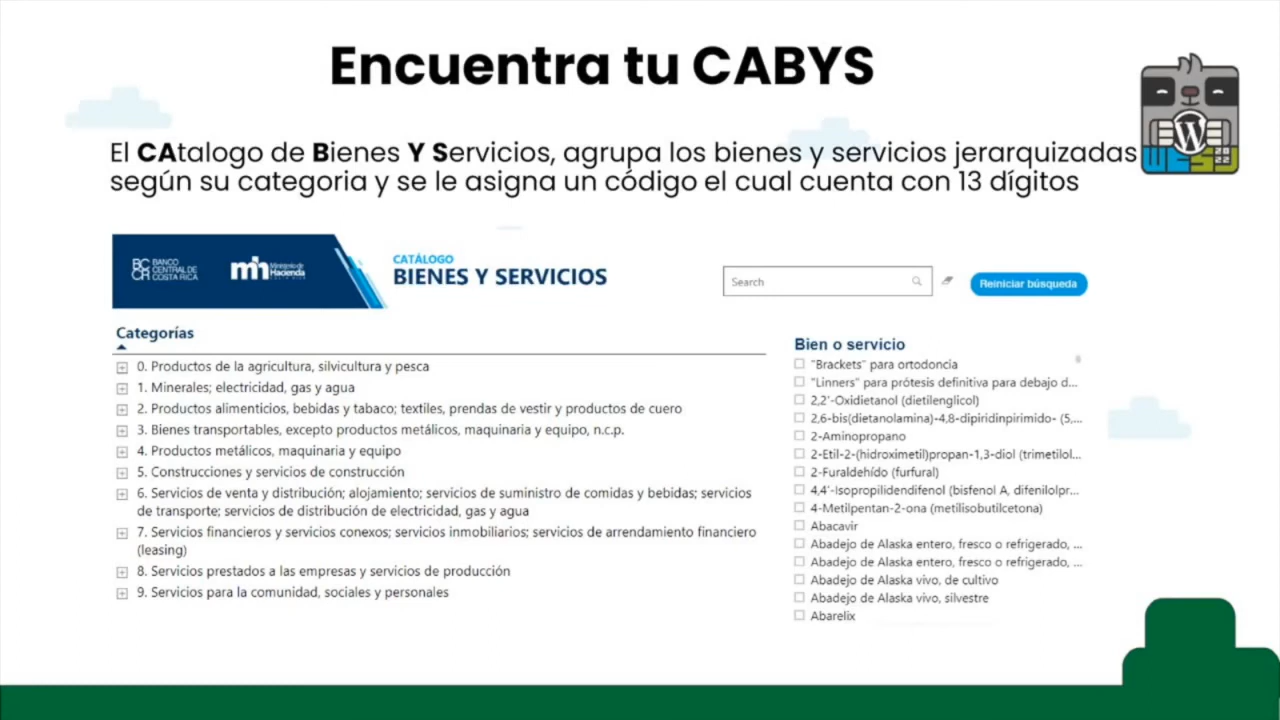 Encuentra tu CABYS
El CAtalogo de Bienes Y Servicios, agrupa los bienes y servicios jerarquizadas
según su categoria y se le asigna un código el cual cuenta con 13 dígitos
BANCO
CENTRAL DE
COSTA RICA
Ministerio de
Hacienda
CATÁLOGO
BIENES Y SERVICIOS
Search
Reiniciar búsqueda
Categorías
0. Productos de la agricultura, silvicultura y pesca
1. Minerales; electricidad, gas y agua
2. Productos alimenticios, bebidas y tabaco; textiles, prendas de vestir y productos de cuero
3. Bienes transportables, excepto productos metálicos, maquinaria y equipo, n.c.p.
4. Productos metálicos, maquinaria y equipo
5. Construcciones y servicios de construcción
6. Servicios de venta y distribución; alojamiento; servicios de suministro de comidas y bebidas; servicios
de transporte; servicios de distribución de electricidad, gas y agua
7. Servicios financieros y servicios conexos; servicios inmobiliarios; servicios de arrendamiento financiero
(leasing)
8. Servicios prestados a las empresas y servicios de producción
9. Servicios para la comunidad, sociales y personales
Bien o servicio
"Brackets" para ortodoncia
"Linners" para prótesis definitiva para debajo d...
2,2'-Oxidietanol (dietilenglicol)
2,6-bis(dietanolamina)-4,8-dipiridinpirimido- (5,...
2-Aminopropano
2-Etil-2-(hidroximetil)propan-1,3-diol (trimetilol...
2-Furaldehído (furfural)
4,4'-Isopropilidendifenol (bisfenol A, difenilolpr...
4-Metilpentan-2-ona (metilisobutilcetona)
Abacavir
Abadejo de Alaska entero, fresco o refrigerado, ...
Abadejo de Alaska entero, fresco o refrigerado, ...
Abadejo de Alaska vivo, de cultivo
Abadejo de Alaska vivo, silvestre
Abarelix